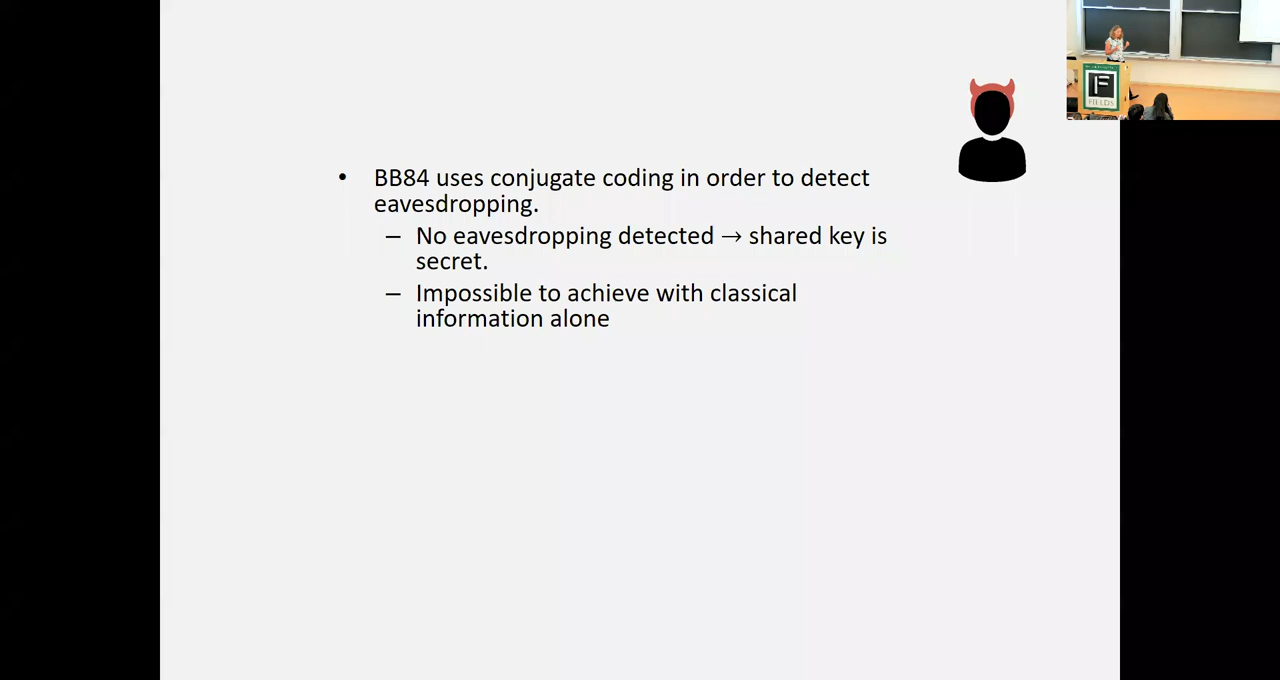 • BB84 uses conjugate coding in order to detect
eavesdropping.
– No eavesdropping detected → shared key is
secret.
– Impossible to achieve with classical
information alone
F
FIELDS